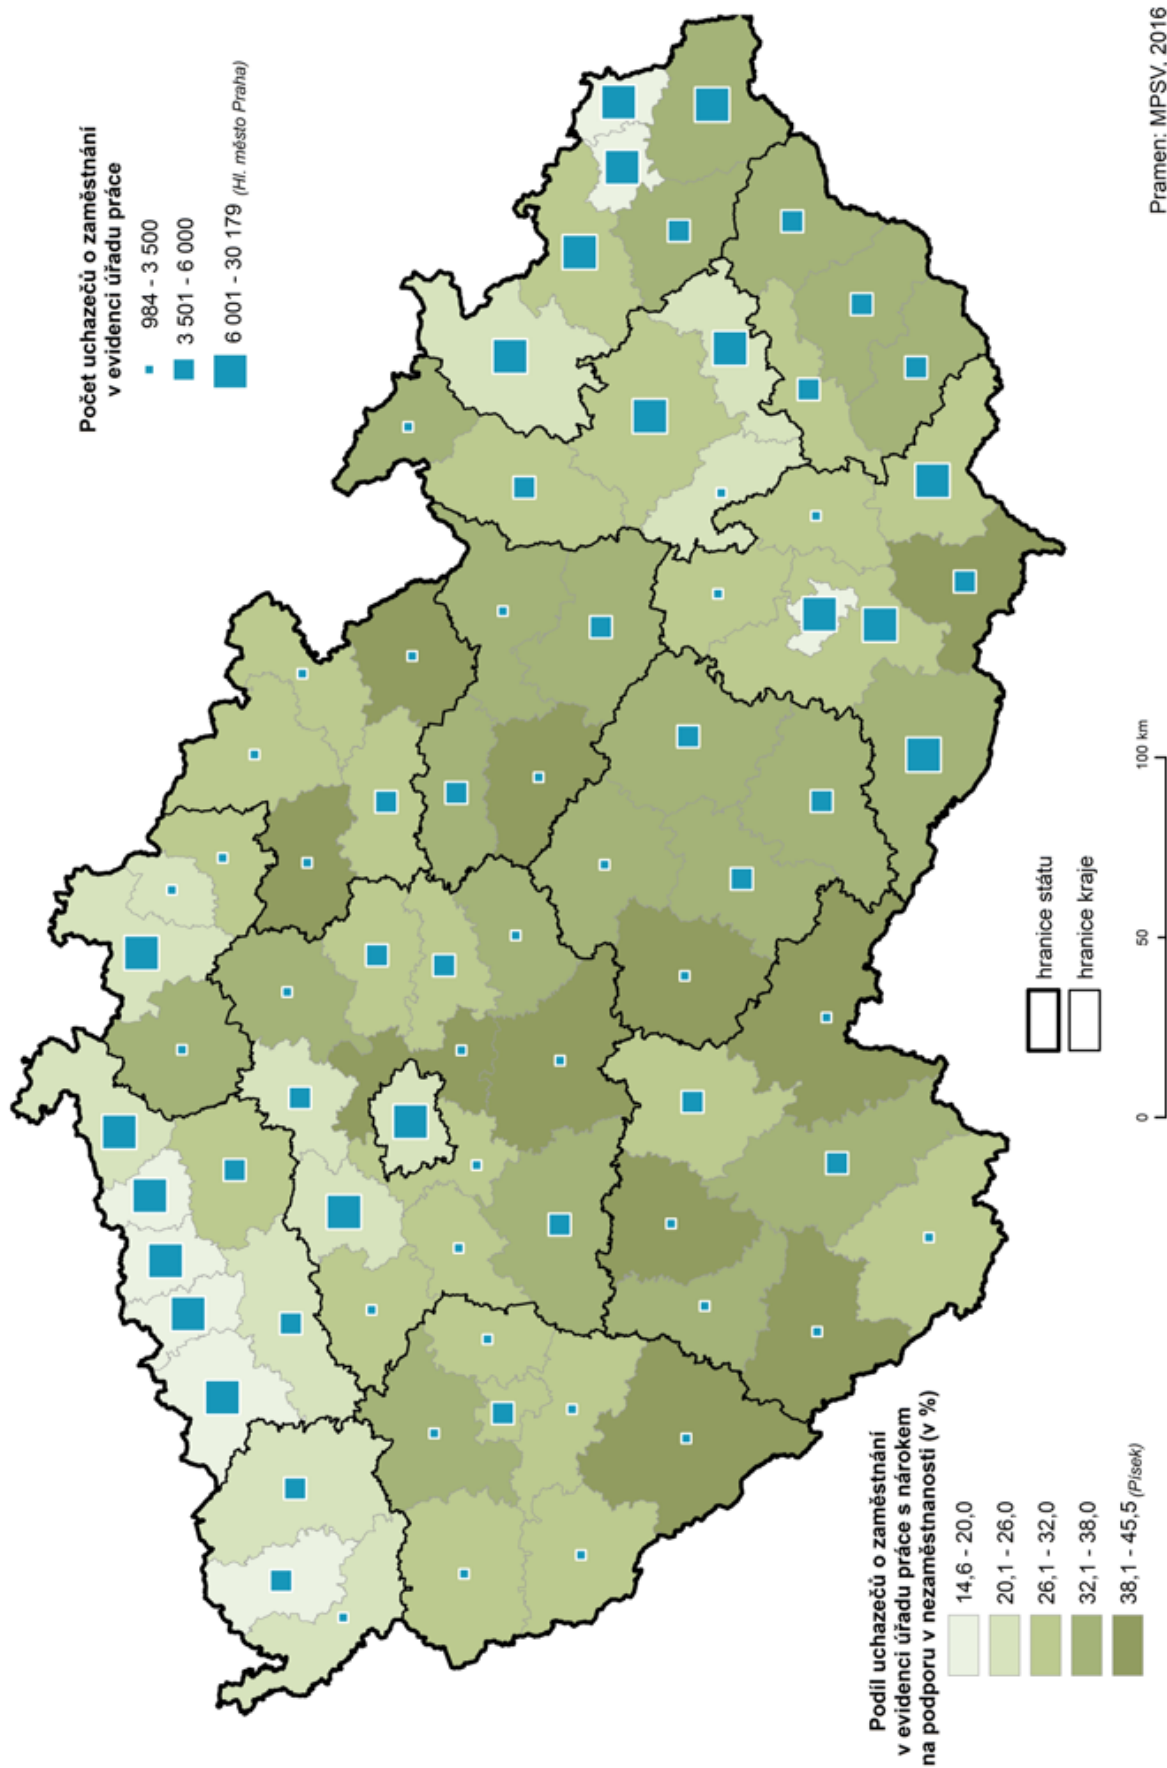 Počet uchazečů o zaměstnání
v evidenci úřadu práce
984 - 3 500
3 501 - 6 000
6 001 - 30 179 (Hl. město Praha)
Podíl uchazečů o zaměstnání
v evidenci úřadu práce s nárokem
na podporu v nezaměstnanosti (v %)
14,6 - 20,0
20,1 - 26,0
26,1 - 32,0
32,1 - 38,0
38,1 - 45,5 (Písek)
hranice státu
hranice kraje
0 50 100 km
Pramen: MPSV, 2016